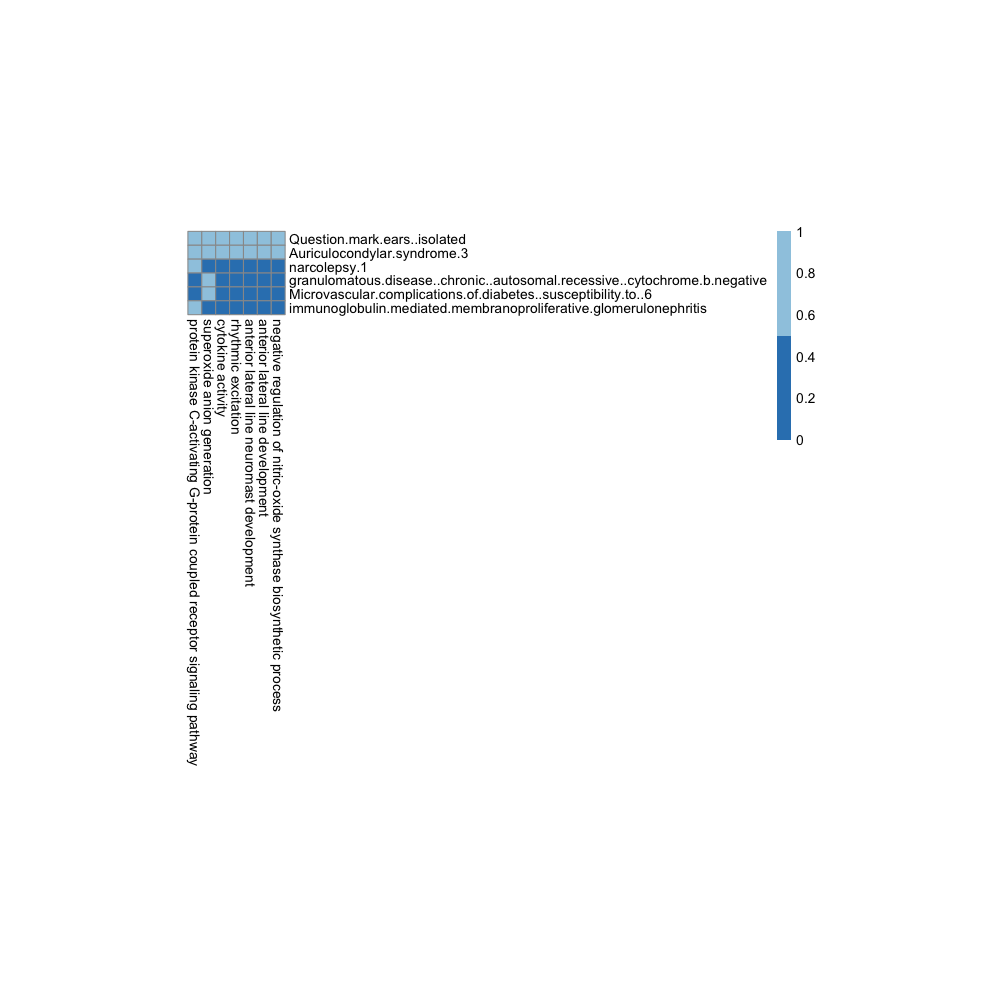 Question.mark.ears..isolated
Auriculocondylar.syndrome.3
narcolepsy.1
granulomatous.disease..chronic..autosomal.recessive..cytochrome.b.negative
Microvascular.complications.of.diabetes..susceptibility.to..6
immunoglobulin.mediated.membranoproliferative.glomerulonephritis
protein kinase C-activating G-protein coupled receptor signaling pathway
superoxide anion generation
cytokine activity
rhythmic excitation
anterior lateral line neuromast development
anterior lateral line development
negative regulation of nitric-oxide synthase biosynthetic process
1
0.8
0.6
0.4
0.2
0